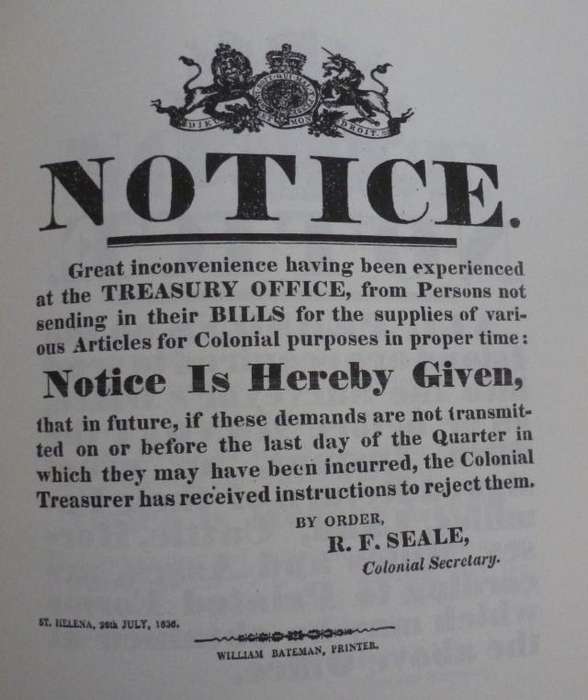 DIEU
ET MON
DROIT
NOTICE.
Great inconvenience having been experienced
at the TREASURY OFFICE, from Persons not
sending in their BILLS for the supplies of vari-
ous Articles for Colonial purposes in proper time:
Notice Is Hereby Given,
that in future, if these demands are not transmit-
ted on or before the last day of the Quarter in
which they may have been incurred, the Colonial
Treasurer has received instructions to reject them.
BY ORDER,
R. F. SEALE,
Colonial Secretary.
ST. HELENA, 26th JULY, 1836.
WILLIAM BATEMAN, PRINTER.